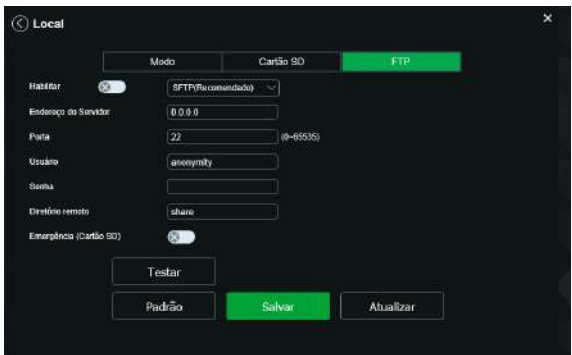 Local
Modo Cartão SD FTP
Habilitar SFTP(Recomendado)
Endereço do Servidor 0.0.0.0
Porta 22 (0~65535)
Usuário anonymity
Senha
Diretório remoto share
Emergência (Cartão SD)
Testar
Padrão Salvar Atualizar